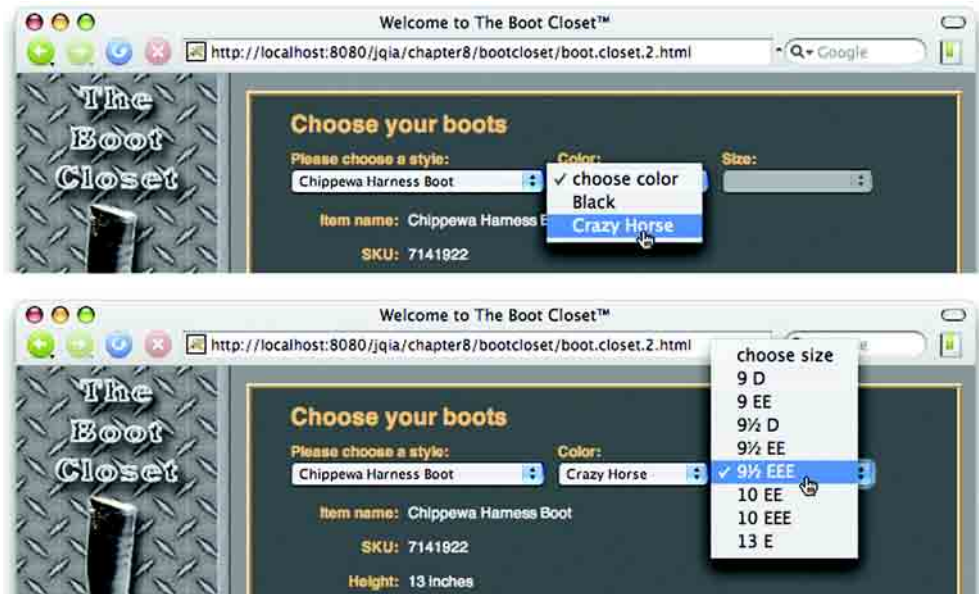 Welcome to The Boot Closet™
http://localhost:8080/jqia/chapter8/bootcloset/boot.closet.2.html
Google
The
Boot
Closet
Choose your boots
Please choose a style: Color: Size:
Chippewa Harness Boot
✓ choose color
Black
Crazy Horse
Item name: Chippewa Harness B
SKU: 7141922
Welcome to The Boot Closet™
http://localhost:8080/jqia/chapter8/bootcloset/boot.closet.2.html
The
Boot
Closet
Choose your boots
Please choose a style: Color:
Chippewa Harness Boot Crazy Horse
choose size
9 D
9 EE
9½ D
9½ EE
✓ 9½ EEE
10 EE
10 EEE
13 E
Item name: Chippewa Harness Boot
SKU: 7141922
Height: 13 inches